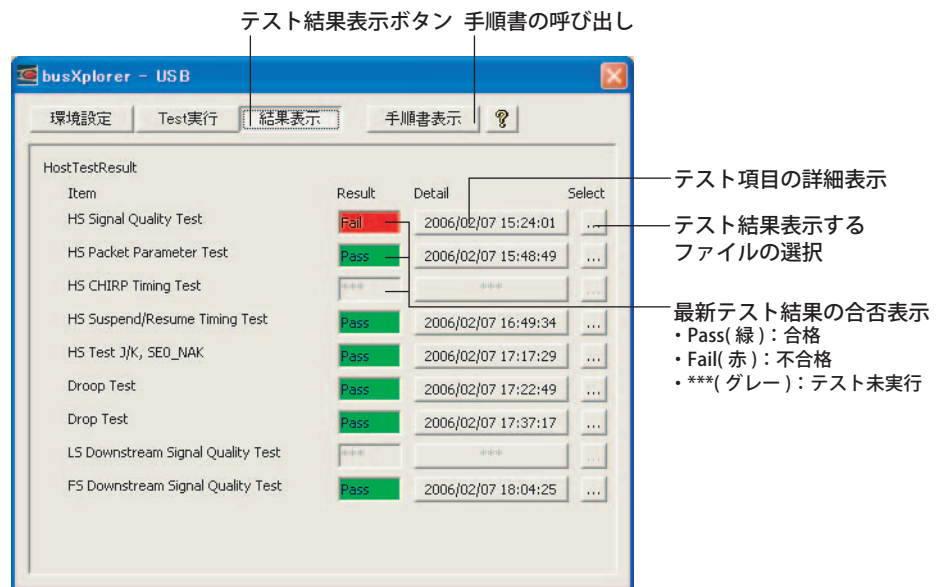 テスト結果表示ボタン 手順書の呼び出し
busXplorer - USB
環境設定 Test実行 結果表示 手順書表示 ?
HostTestResult
Item Result Detail Select
HS Signal Quality Test Fail 2006/02/07 15:24:01 ...
HS Packet Parameter Test Pass 2006/02/07 15:48:49 ...
HS CHIRP Timing Test *** *** ...
HS Suspend/Resume Timing Test Pass 2006/02/07 16:49:34 ...
HS Test J/K, SE0_NAK Pass 2006/02/07 17:17:29 ...
Droop Test Pass 2006/02/07 17:22:49 ...
Drop Test Pass 2006/02/07 17:37:17 ...
LS Downstream Signal Quality Test *** *** ...
FS Downstream Signal Quality Test Pass 2006/02/07 18:04:25 ...
テスト項目の詳細表示
テスト結果表示する
ファイルの選択
最新テスト結果の合否表示
・Pass( 緑 )：合格
・Fail( 赤 )：不合格
・***( グレー )：テスト未実行